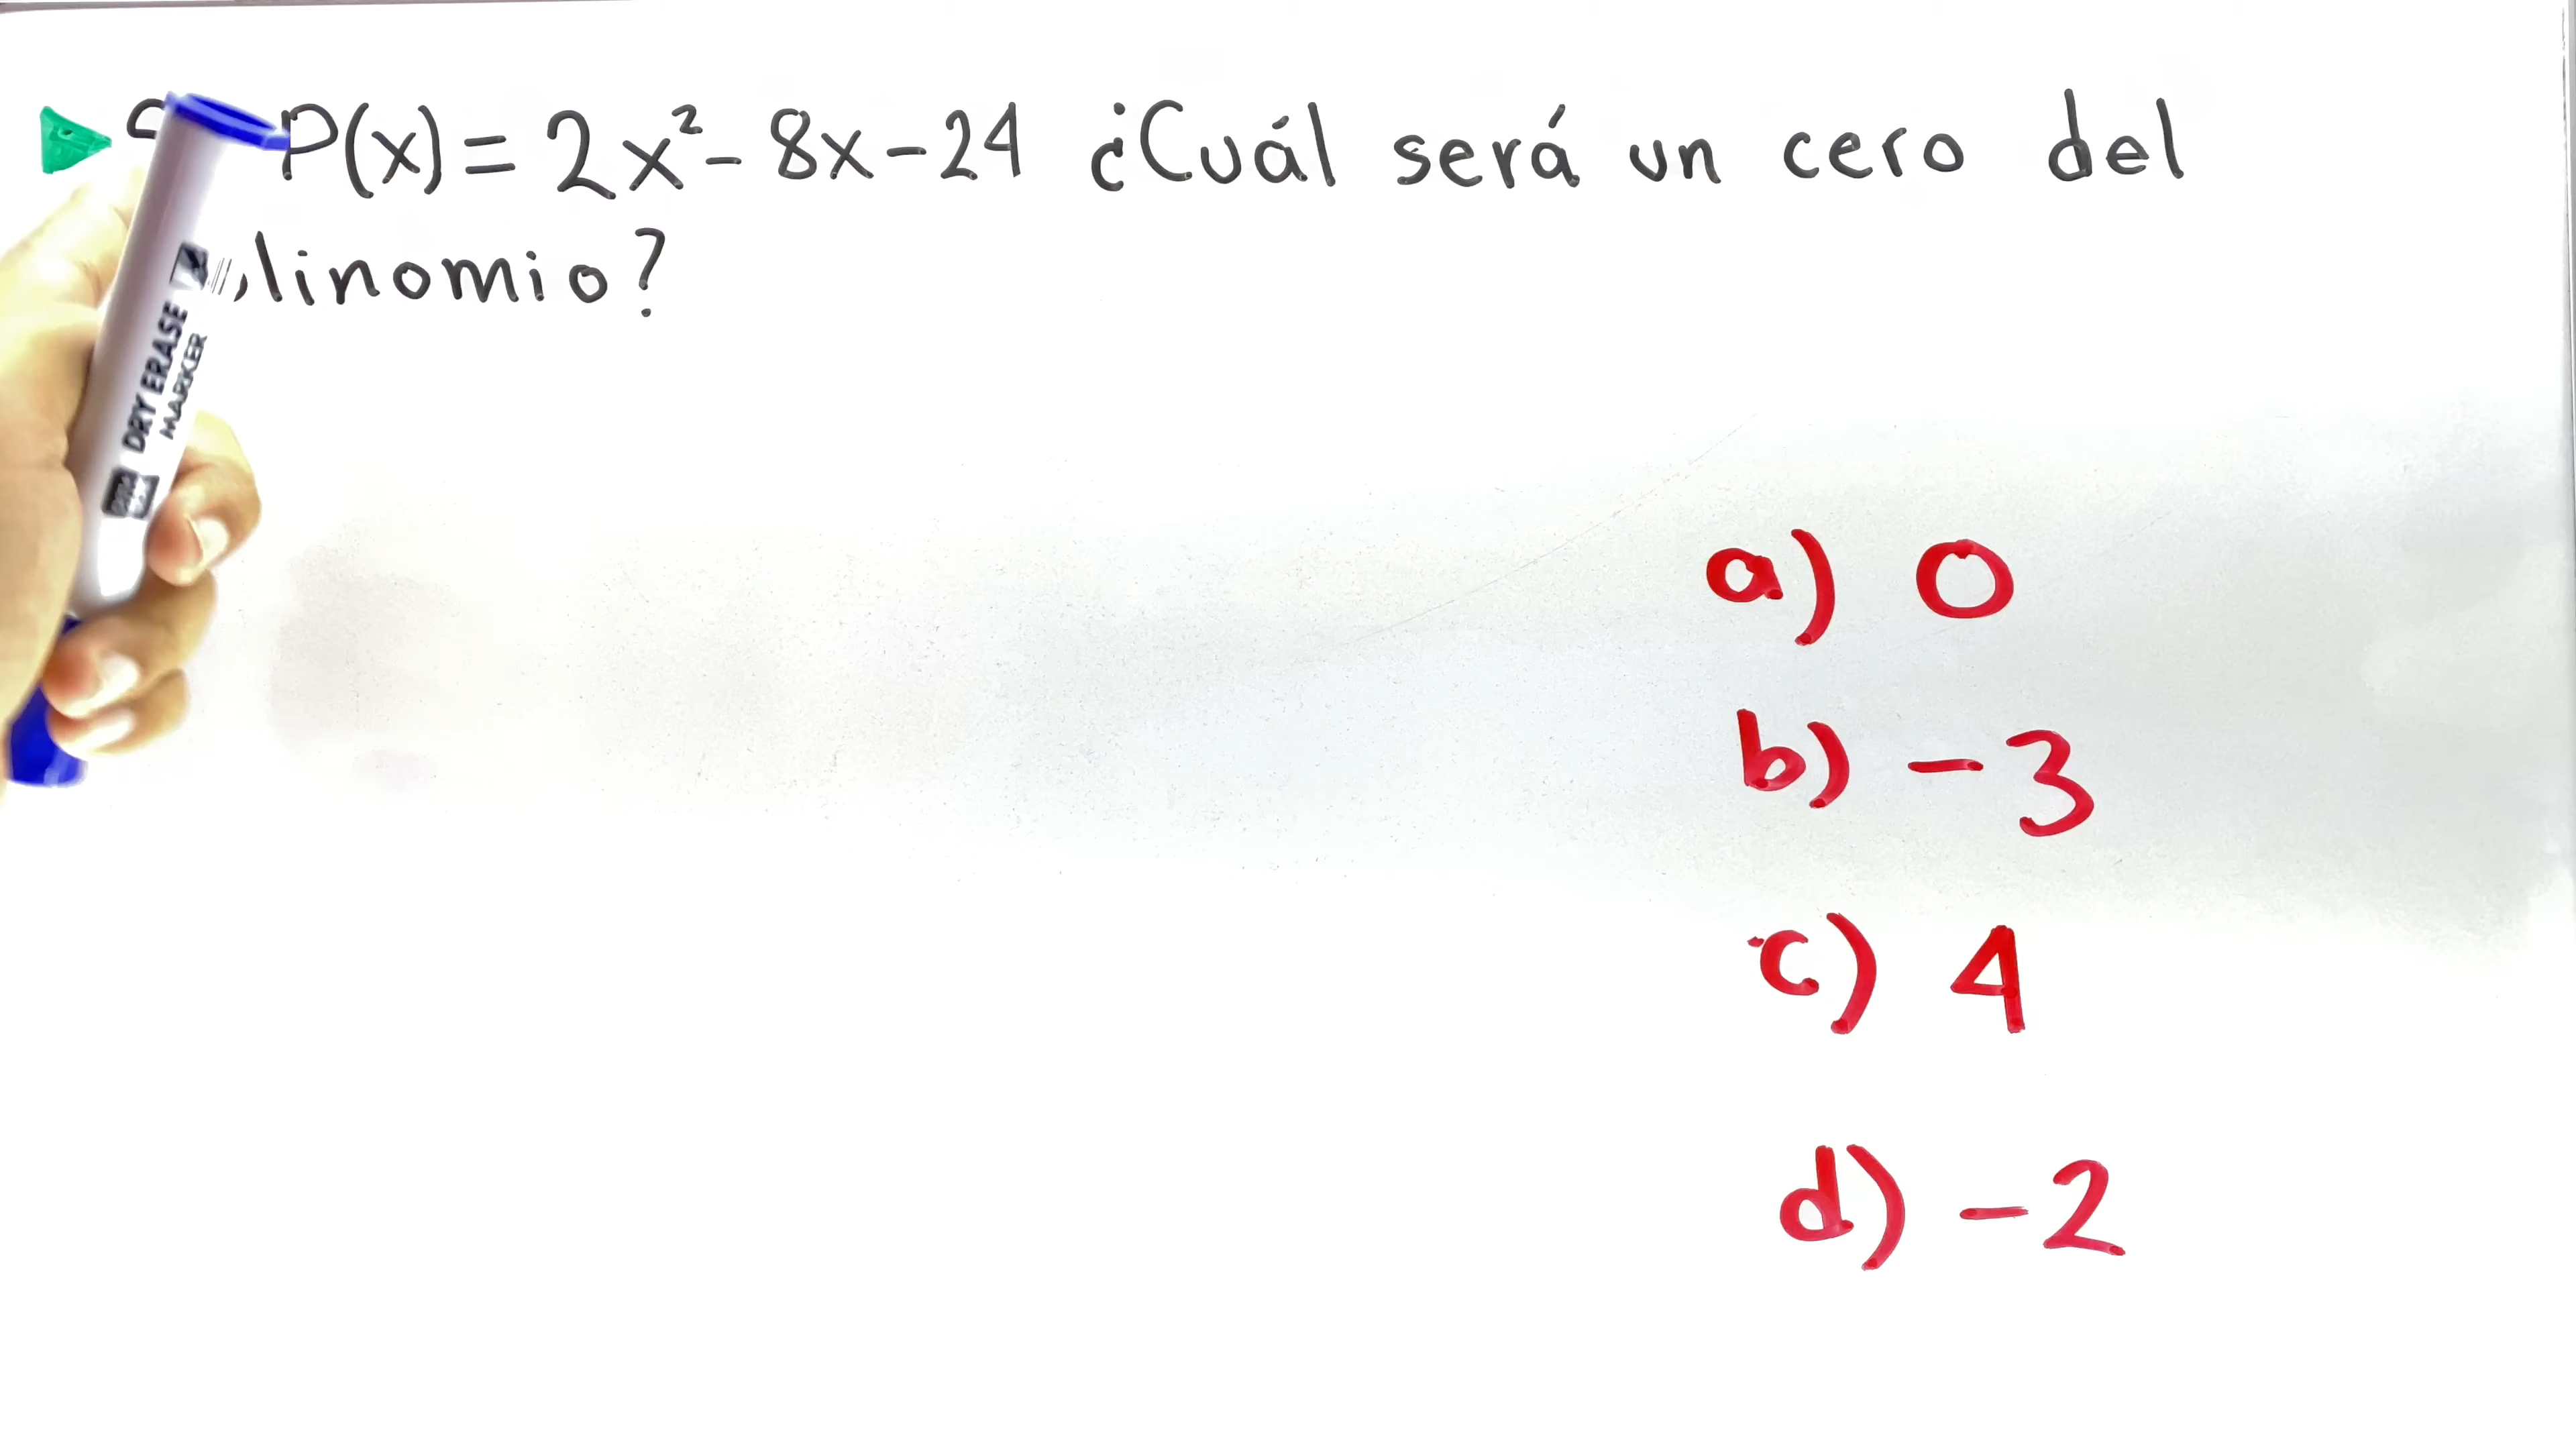 P(x) = 2x² - 8x - 24 ¿Cuál será un cero del
linomio?
DRY ERASE
MARKER
a) 0
b) -3
c) 4
d) -2